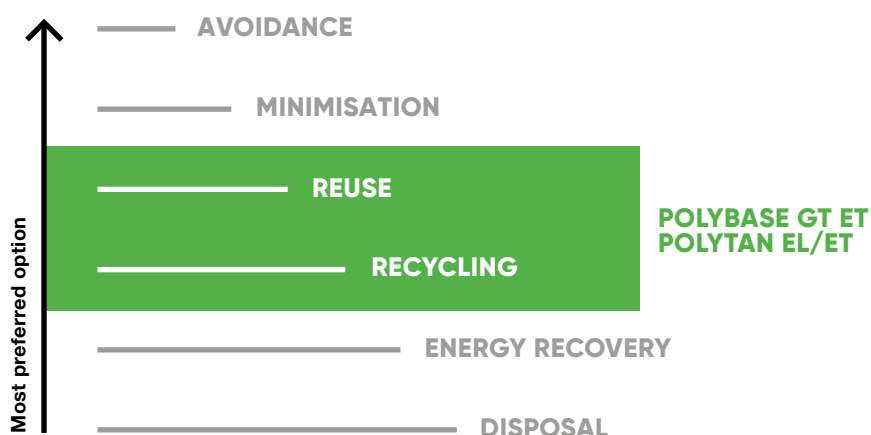 AVOIDANCE
MINIMISATION
REUSE
RECYCLING
POLYBASE GT ET
POLYTAN EL/ET
ENERGY RECOVERY
DISPOSAL
Most preferred option